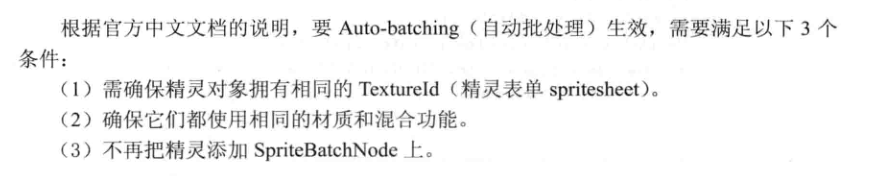 根据官方中文文档的说明，要 Auto-batching（自动批处理）生效，需要满足以下 3 个
条件：
（1）需确保精灵对象拥有相同的 TextureId（精灵表单 spritesheet）。
（2）确保它们都使用相同的材质和混合功能。
（3）不再把精灵添加 SpriteBatchNode 上。